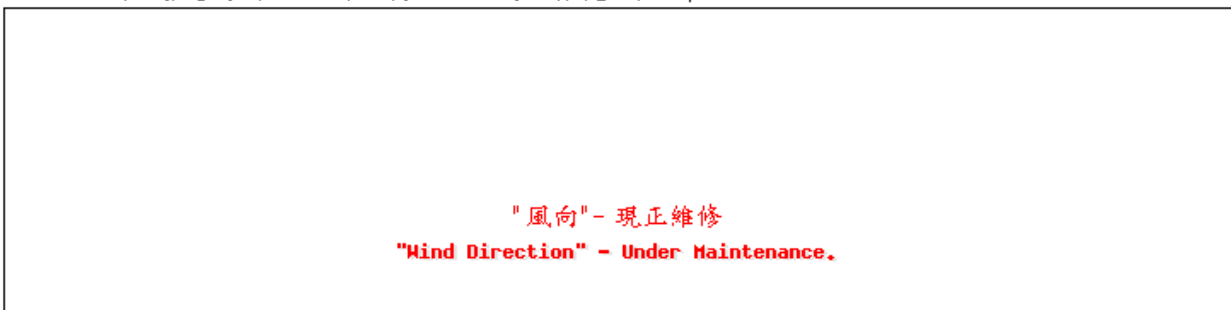 "風向"- 現正維修
"Wind Direction" - Under Maintenance.